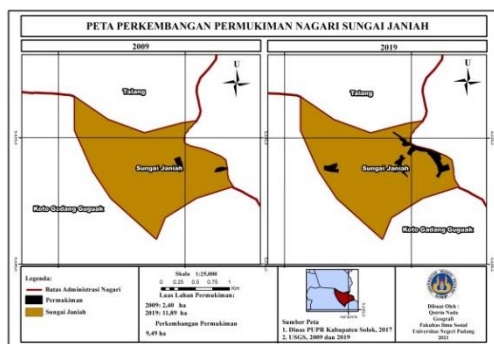 PETA PERKEMBANGAN PERMUKIMAN NAGARI SUNGAI JANIAH
2009
2019
U
Talang
Sungai Janiah
Koto Gadang Guguak
U
Talang
Sungai Janiah
Koto Gadang Guguak
Legenda:
Batas Administrasi Nagari
Permukiman
Sungai Janiah
Skala 1:25,000
0 0.25 0.5 0.75 1
Km
Luas Lahan Permukiman:
2009: 2,40 ha
2019: 11,89 ha
Perkembangan Permukiman
9,49 ha
Sumber Peta
1. Dinas PUPR Kabupaten Solok, 2017
2. USGS, 2009 dan 2019
Dibuat Oleh :
Qotrin Nada
Geografi
Fakultas Ilmu Sosial
Universitas Negeri Padang
2021